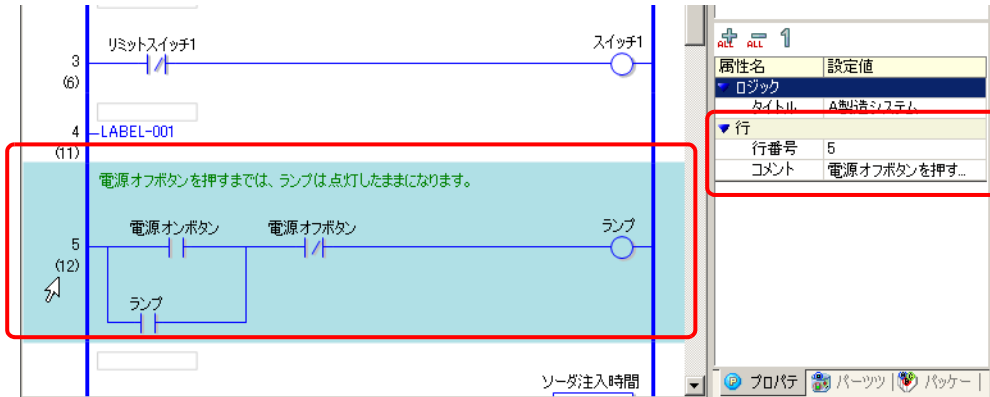 リミットスイッチ1
スイッチ1
3
(6)
4
LABEL-001
(11)
電源オフボタンを押すまでは、ランプは点灯したままになります。
電源オンボタン
電源オフボタン
ランプ
5
(12)
ランプ
ソーダ注入時間
ALL ALL 1
属性名 設定値
ロジック
タイトル A製造システム
行
行番号 5
コメント 電源オフボタンを押す...
プロパテ パーツツ パッケー